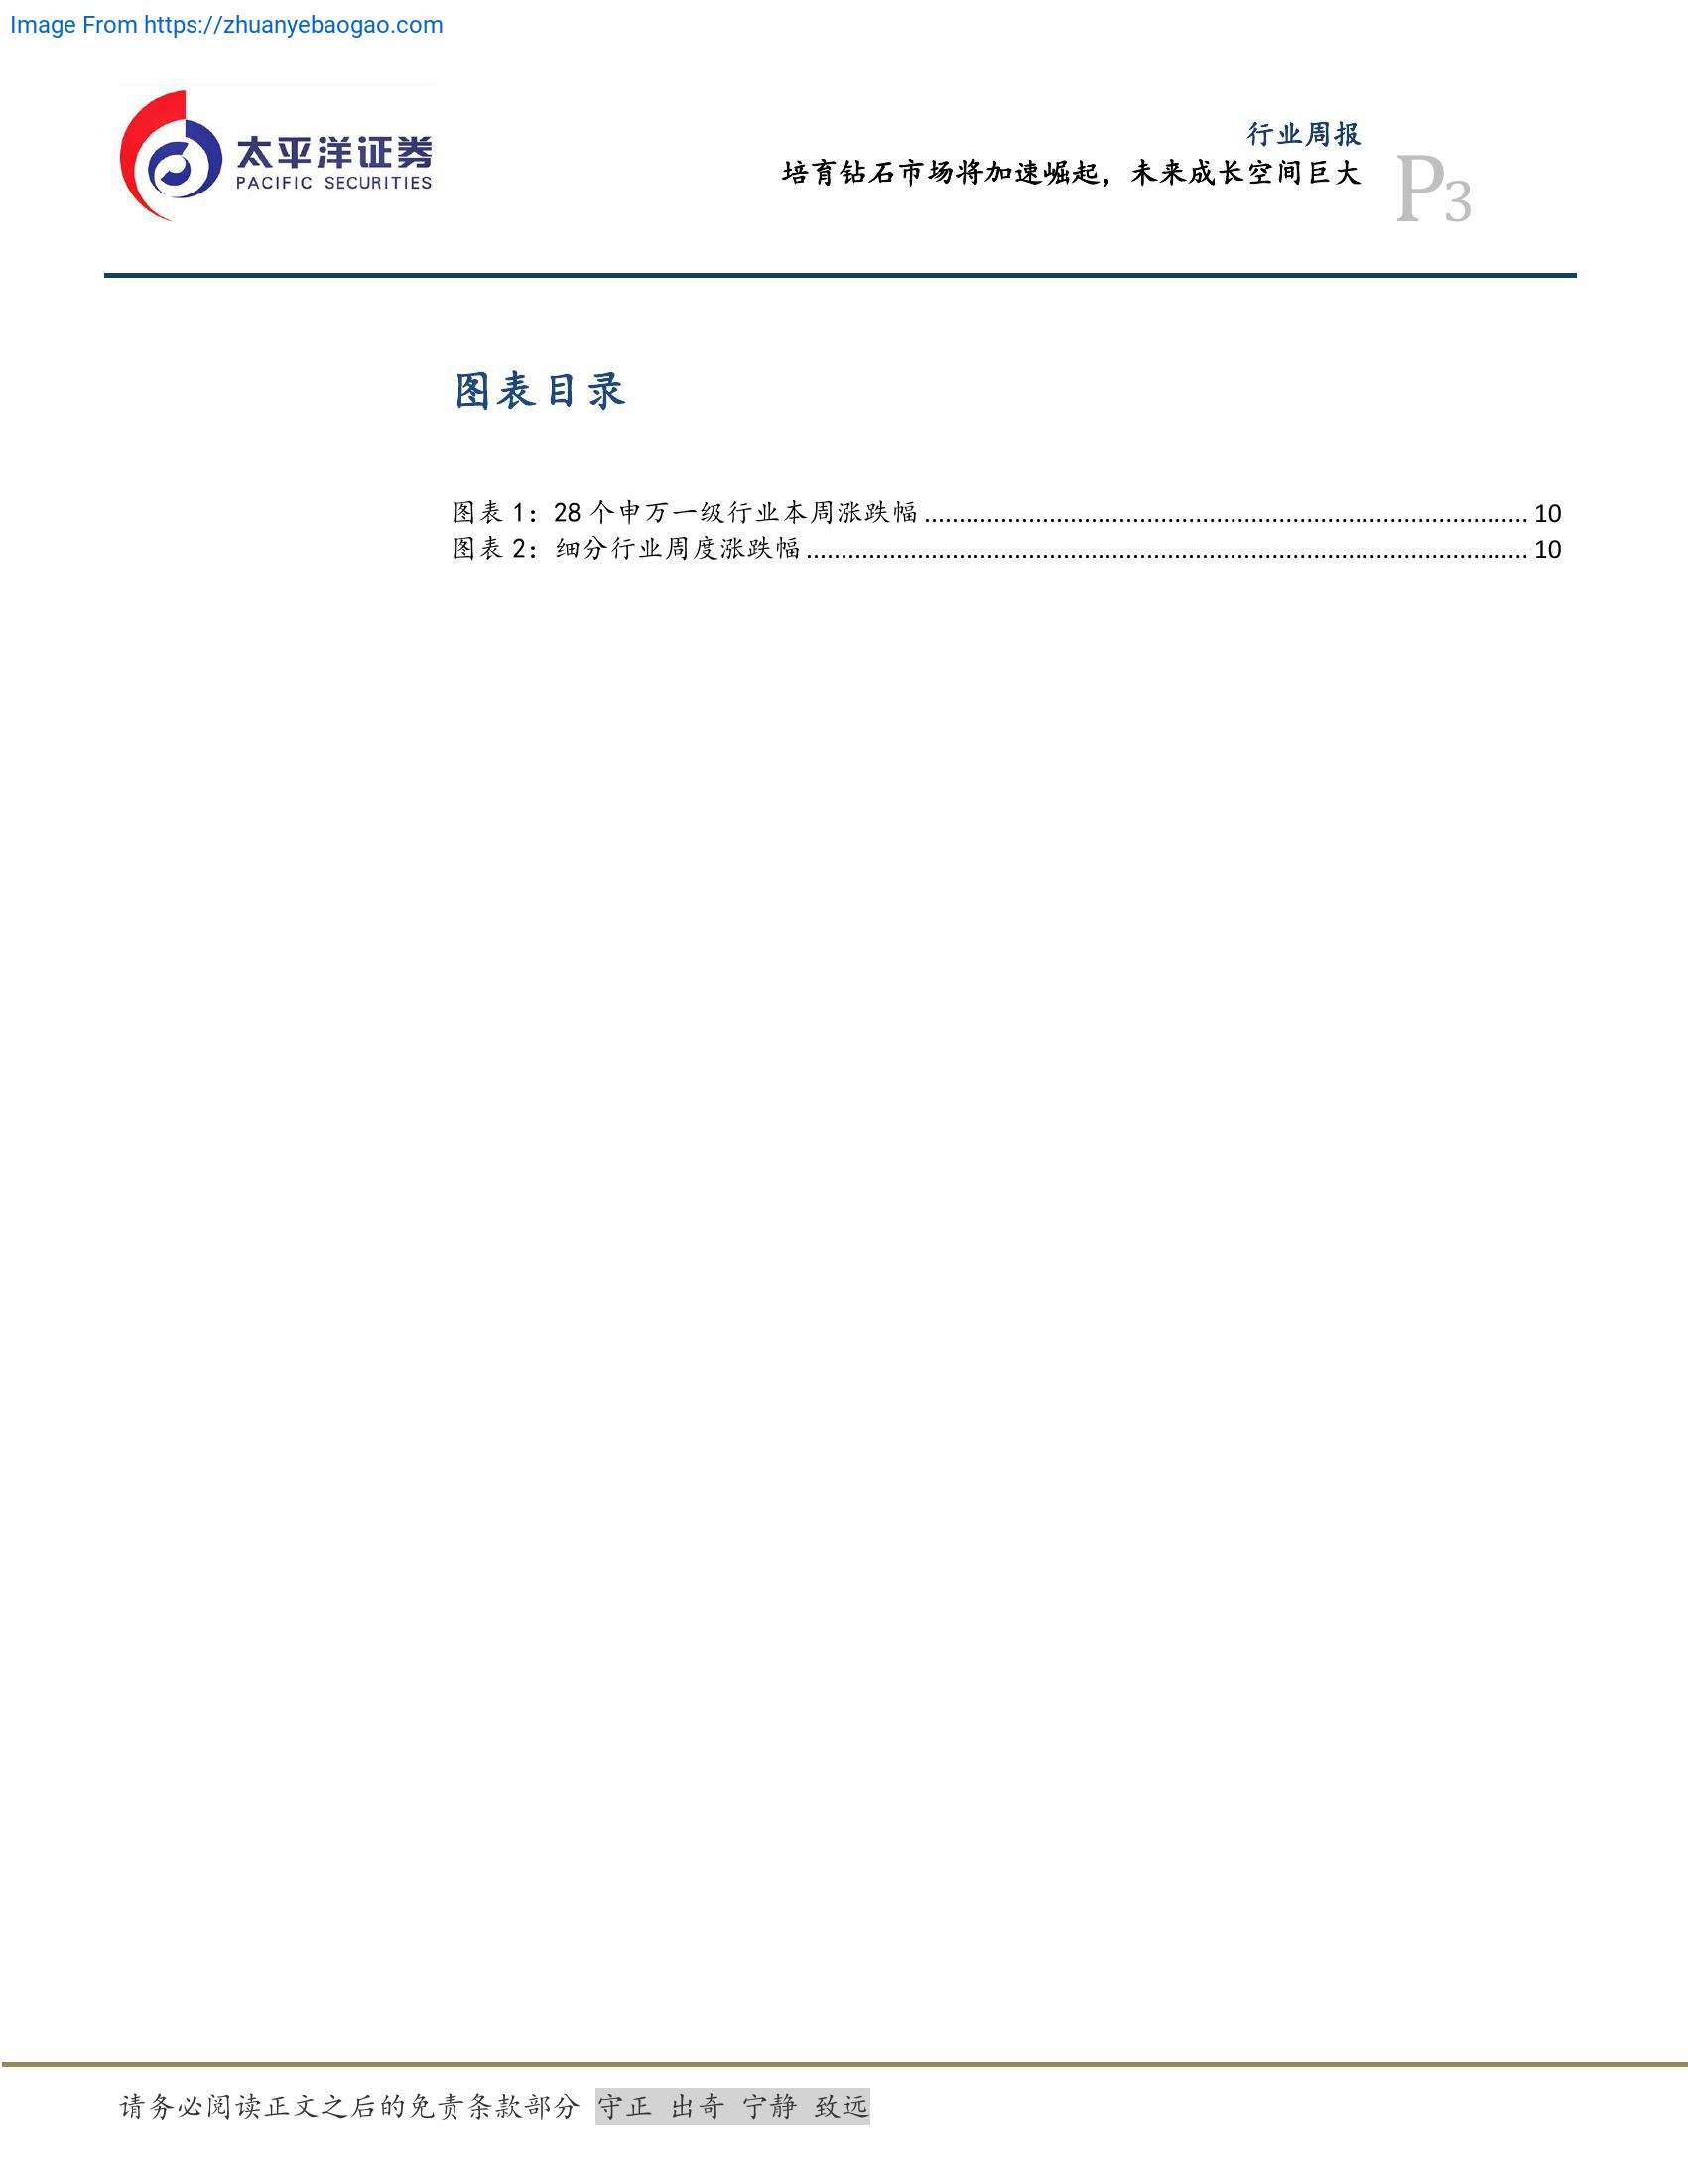 Image From https://zhuanyebaogao.com
太平洋证券
PACIFIC SECURITIES
行业周报
培育钻石市场将加速崛起，未来成长空间巨大
P3
图表目录
图表 1：28 个申万一级行业本周涨跌幅 ........................................................................................ 10
图表 2：细分行业周度涨跌幅 ......................................................................................................... 10
请务必阅读正文之后的免责条款部分 守正 出奇 宁静 致远